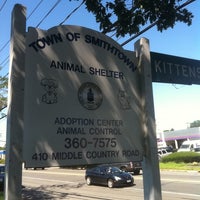 TOWN OF SMITHTOWN
ANIMAL SHELTER
ADOPTION CENTER
ANIMAL CONTROL
360-7575
410 MIDDLE COUNTRY ROAD
KITTENS